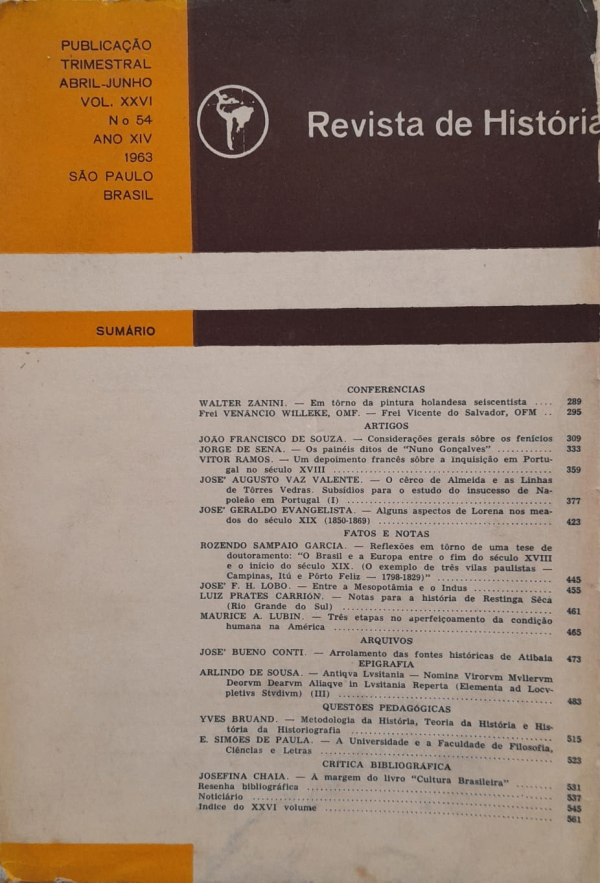 PUBLICAÇÃO
TRIMESTRAL
ABRIL-JUNHO
VOL. XXVI
No 54
ANO XIV
1963
SÃO PAULO
BRASIL
Revista de História
SUMÁRIO
CONFERÊNCIAS
WALTER ZANINI. — Em tôrno da pintura holandesa seiscentista .... 289
Frei VENANCIO WILLEKE, OMF. — Frei Vicente do Salvador, OFM .. 295
ARTIGOS
JOÃO FRANCISCO DE SOUZA. — Considerações gerais sôbre os fenícios 309
JORGE DE SENA. — Os painéis ditos de "Nuno Gonçalves" ............ 333
VITOR RAMOS. — Um depoimento francês sôbre a inquisição em Portu-
gal no século XVIII ........................................ 359
JOSE' AUGUSTO VAZ VALENTE. — O cêrco de Almeida e as Linhas
de Tôrres Vedras. Subsídios para o estudo do insucesso de Na-
poleão em Portugal (I) ........................................ 377
JOSE' GERALDO EVANGELISTA. — Alguns aspectos de Lorena nos mea-
dos do século XIX (1850-1869) ........................................ 423
FATOS E NOTAS
ROZENDO SAMPAIO GARCIA. — Reflexões em tôrno de uma tese de
doutoramento: "O Brasil e a Europa entre o fim do século XVIII
e o início do século XIX. (O exemplo de três vilas paulistas —
Campinas, Itú e Pôrto Feliz — 1798-1829)" .................... 445
JOSE' F. H. LOBO. — Entre a Mesopotâmia e o Indus .............. 455
LUIZ PRATES CARRIÓN. — Notas para a história de Restinga Sêca
(Rio Grande do Sul) ........................................ 461
MAURICE A. LUBIN. — Três etapas no aperfeiçoamento da condição
humana na América ........................................ 465
ARQUIVOS
JOSE' BUENO CONTI. — Arrolamento das fontes históricas de Atibaia 473
EPIGRAFIA
ARLINDO DE SOUSA. — Antiqva Lvsitania — Nomina Virorvm Mvliervm
Deorvm Dearvm Aliaqve in Lvsitania Reperta (Elementa ad Locv-
pletivs Stvdivm) (III) ........................................ 483
QUESTÕES PEDAGÓGICAS
YVES BRUAND. — Metodologia da História, Teoria da História e His-
tória da Historiografia ........................................ 515
E. SIMÕES DE PAULA. — A Universidade e a Faculdade de Filosofia,
Ciências e Letras ........................................ 523
CRÍTICA BIBLIOGRÁFICA
JOSEFINA CHAIA. — A margem do livro "Cultura Brasileira" ........ 531
Resenha bibliográfica ........................................ 537
Noticiário ........................................ 545
Indice do XXVI volume ........................................ 561